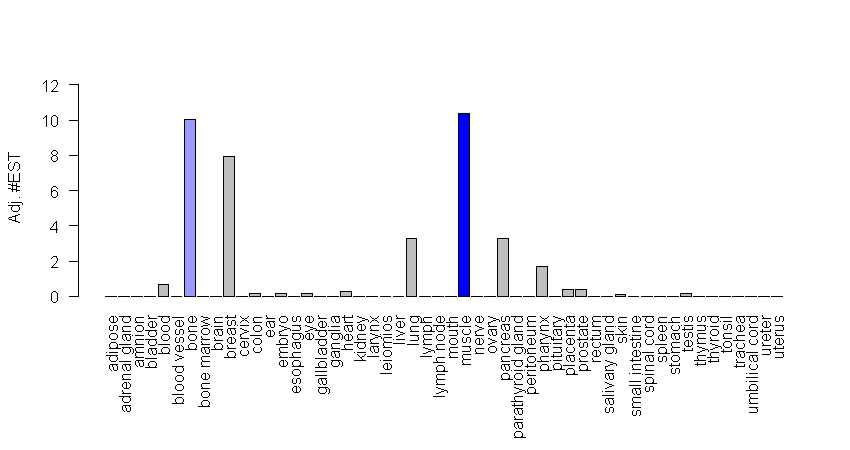 Adj. #EST
12
10
8
6
4
2
0
adipose
adrenal gland
amnion
bladder
blood
blood vessel
bone
bone marrow
brain
breast
cervix
colon
ear
embryo
esophagus
eye
gallbladder
ganglia
heart
kidney
larynx
leiomios
liver
lung
lymph
lymph node
mouth
muscle
nerve
ovary
pancreas
parathyroid gland
peritoneum
pharynx
pituitary
placenta
prostate
rectum
salivary gland
skin
small intestine
spinal cord
spleen
stomach
testis
thymus
thyroid
tonsil
trachea
umbilical cord
ureter
uterus